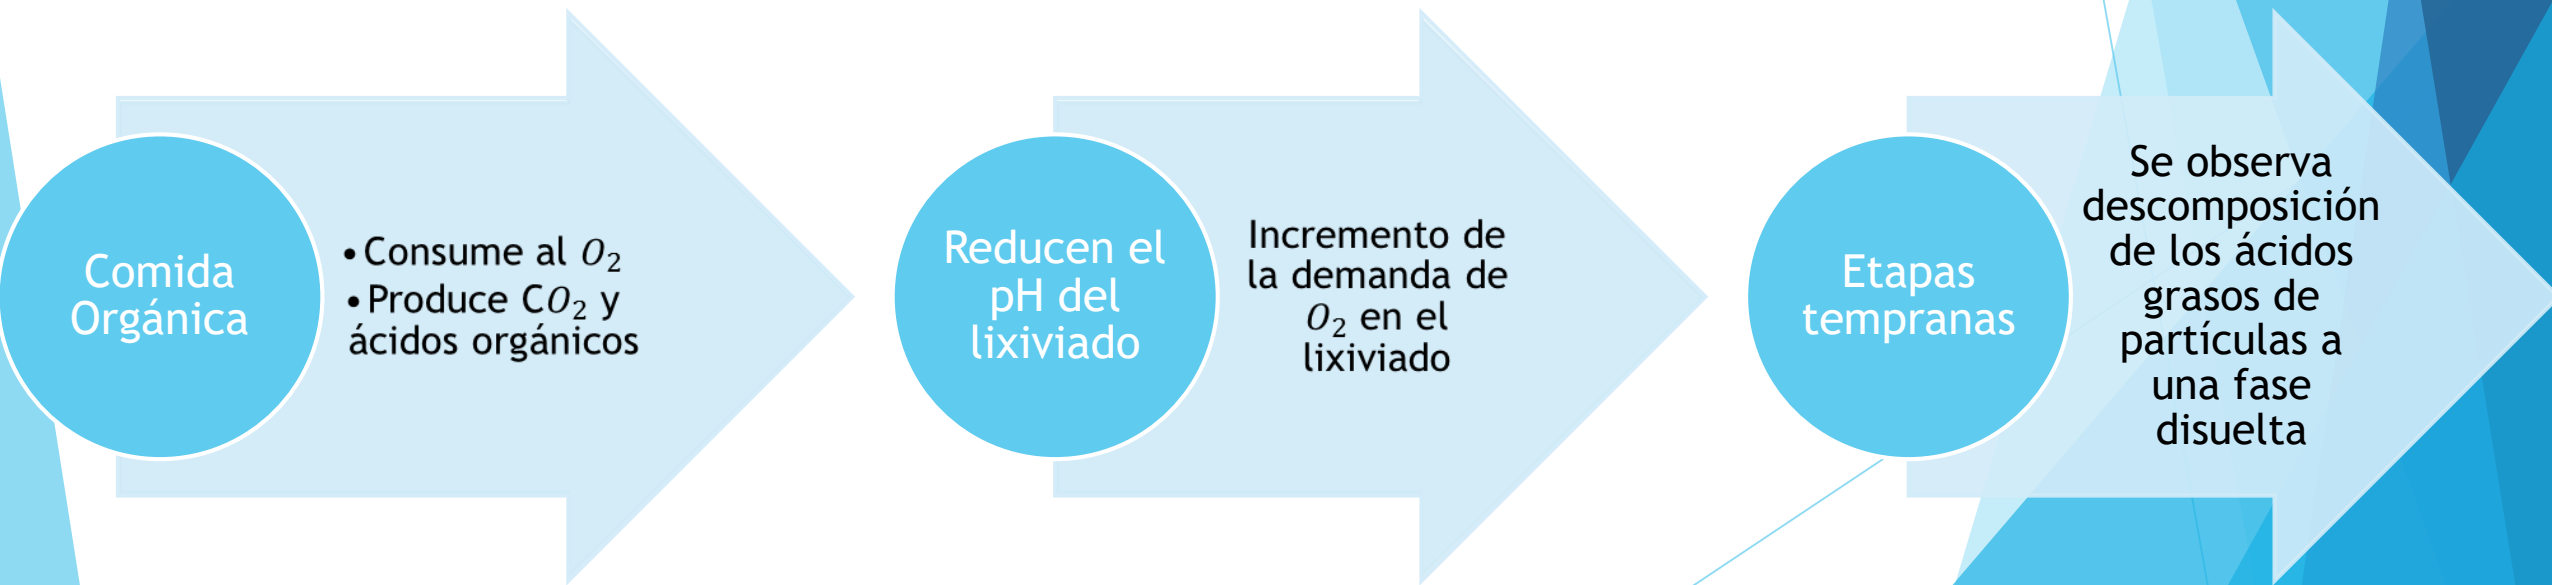 Comida
Orgánica
•Consume al O₂
•Produce CO₂ y
ácidos orgánicos
Reducen el
pH del
lixiviado
Incremento de
la demanda de
O₂ en el
lixiviado
Etapas
tempranas
Se observa
descomposición
de los ácidos
grasos de
partículas a
una fase
disuelta